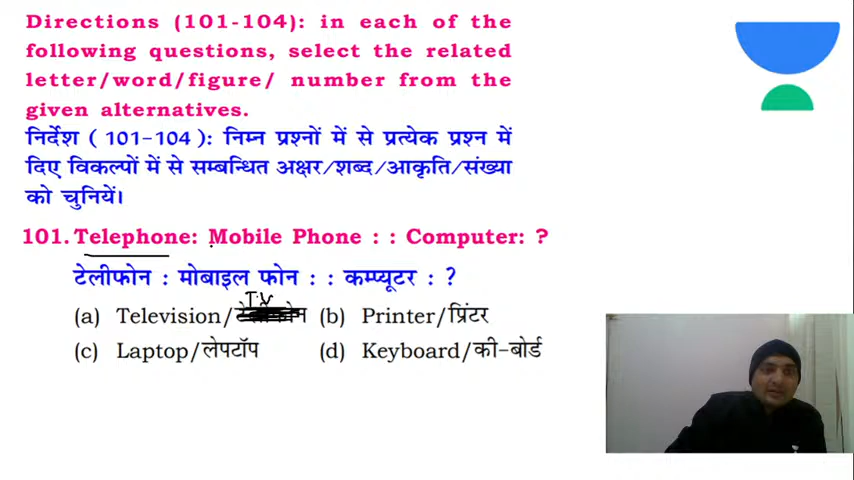 Directions (101-104): in each of the
following questions, select the related
letter/word/figure/ number from the
given alternatives.
निर्देश ( 101-104 ): निम्न प्रश्नों में से प्रत्येक प्रश्न में
दिए विकल्पों में से सम्बन्धित अक्षर/शब्द/आकृति/संख्या
को चुनियें।
101. Telephone: Mobile Phone : : Computer: ?
टेलीफोन : मोबाइल फोन : : कम्प्यूटर : ?
T.V
(a) Television/टेलीफोन (b) Printer/प्रिंटर
(c) Laptop/लेपटॉप (d) Keyboard/की-बोर्ड